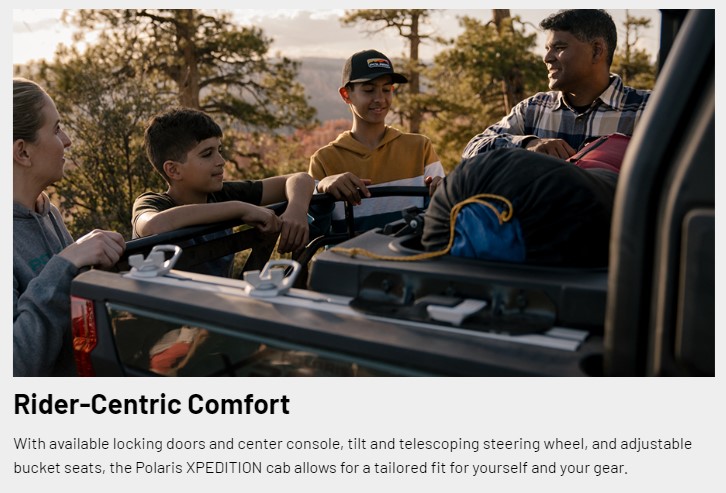 Rider-Centric Comfort
With available locking doors and center console, tilt and telescoping steering wheel, and adjustable
bucket seats, the Polaris XPEDITION cab allows for a tailored fit for yourself and your gear.